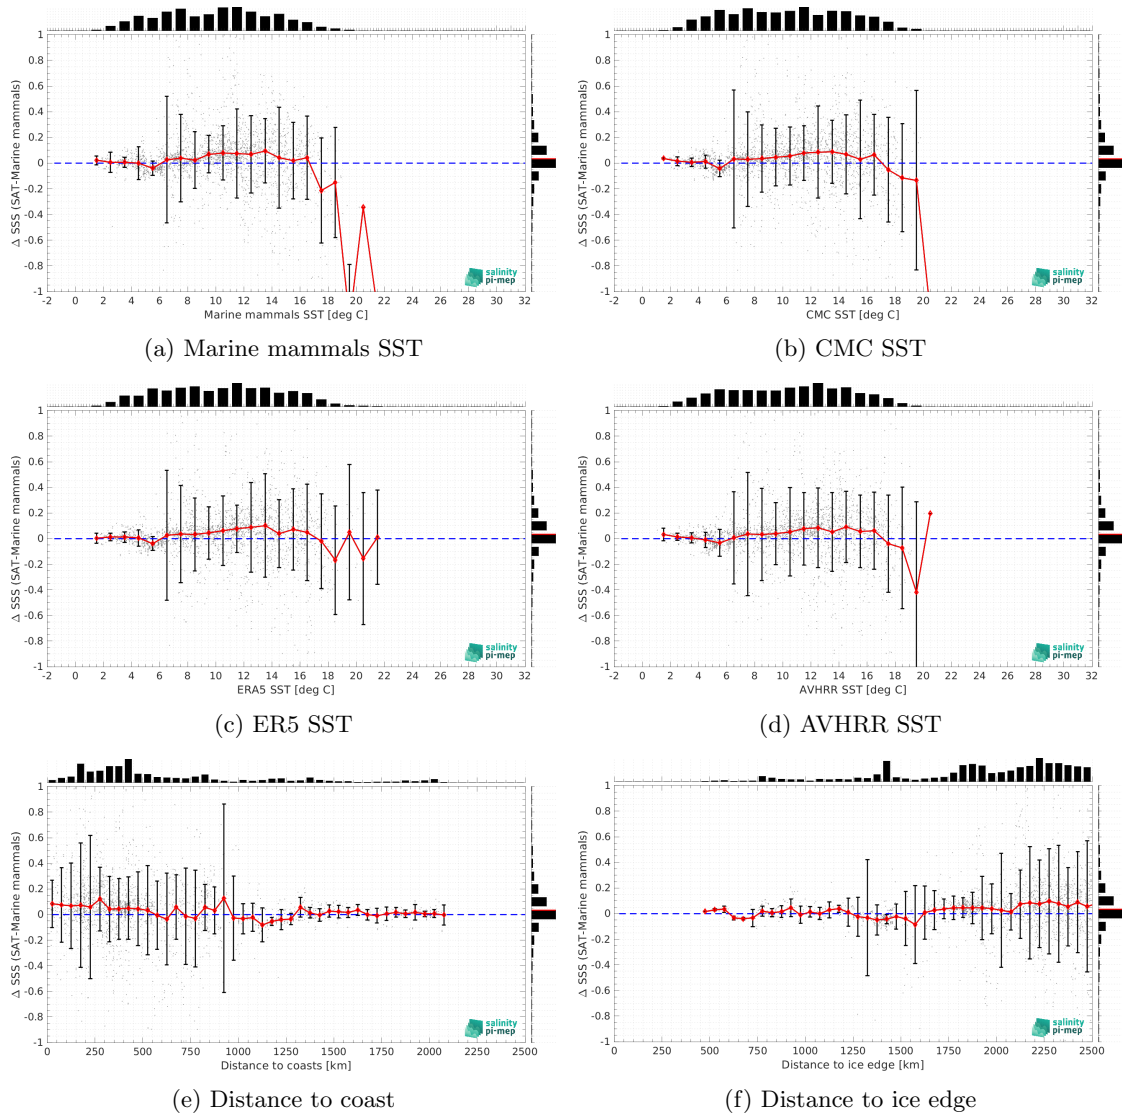 1
0.8
0.6
0.4
0.2
0
-0.2
-0.4
-0.6
-0.8
-1
Δ SSS (SAT-Marine mammals)
salinity
pi-mep
-2 0 2 4 6 8 10 12 14 16 18 20 22 24 26 28 30 32
Marine mammals SST [deg C]
(a) Marine mammals SST
1
0.8
0.6
0.4
0.2
0
-0.2
-0.4
-0.6
-0.8
-1
Δ SSS (SAT-Marine mammals)
salinity
pi-mep
-2 0 2 4 6 8 10 12 14 16 18 20 22 24 26 28 30 32
CMC SST [deg C]
(b) CMC SST
1
0.8
0.6
0.4
0.2
0
-0.2
-0.4
-0.6
-0.8
-1
Δ SSS (SAT-Marine mammals)
salinity
pi-mep
-2 0 2 4 6 8 10 12 14 16 18 20 22 24 26 28 30 32
ERA5 SST [deg C]
(c) ER5 SST
1
0.8
0.6
0.4
0.2
0
-0.2
-0.4
-0.6
-0.8
-1
Δ SSS (SAT-Marine mammals)
salinity
pi-mep
-2 0 2 4 6 8 10 12 14 16 18 20 22 24 26 28 30 32
AVHRR SST [deg C]
(d) AVHRR SST
1
0.8
0.6
0.4
0.2
0
-0.2
-0.4
-0.6
-0.8
-1
Δ SSS (SAT-Marine mammals)
salinity
pi-mep
0 250 500 750 1000 1250 1500 1750 2000 2250 2500
Distance to coasts [km]
(e) Distance to coast
1
0.8
0.6
0.4
0.2
0
-0.2
-0.4
-0.6
-0.8
-1
Δ SSS (SAT-Marine mammals)
salinity
pi-mep
0 250 500 750 1000 1250 1500 1750 2000 2250 2500
Distance to ice edge [km]
(f) Distance to ice edge